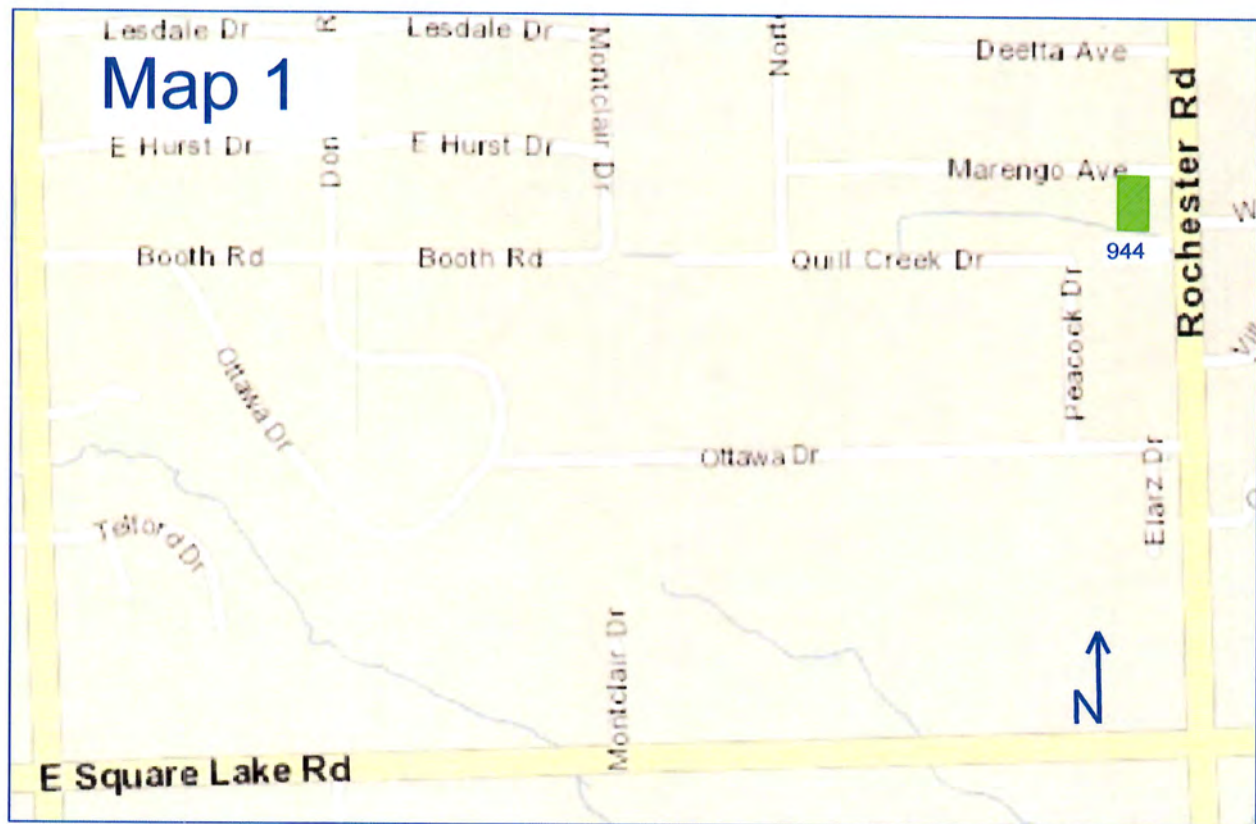 Lesdale Dr
R
Lesdale Dr
Montclair Dr
Nort
Deetta Ave
Map 1
E Hurst Dr
Don
E Hurst Dr
Marengo Ave
Rochester Rd
W
Booth Rd
Booth Rd
Quill Creek Dr
944
Peacock Dr
Vill
Ottawa Dr
Ottawa Dr
Elarz Dr
Telford Dr
Montclair Dr
N
E Square Lake Rd